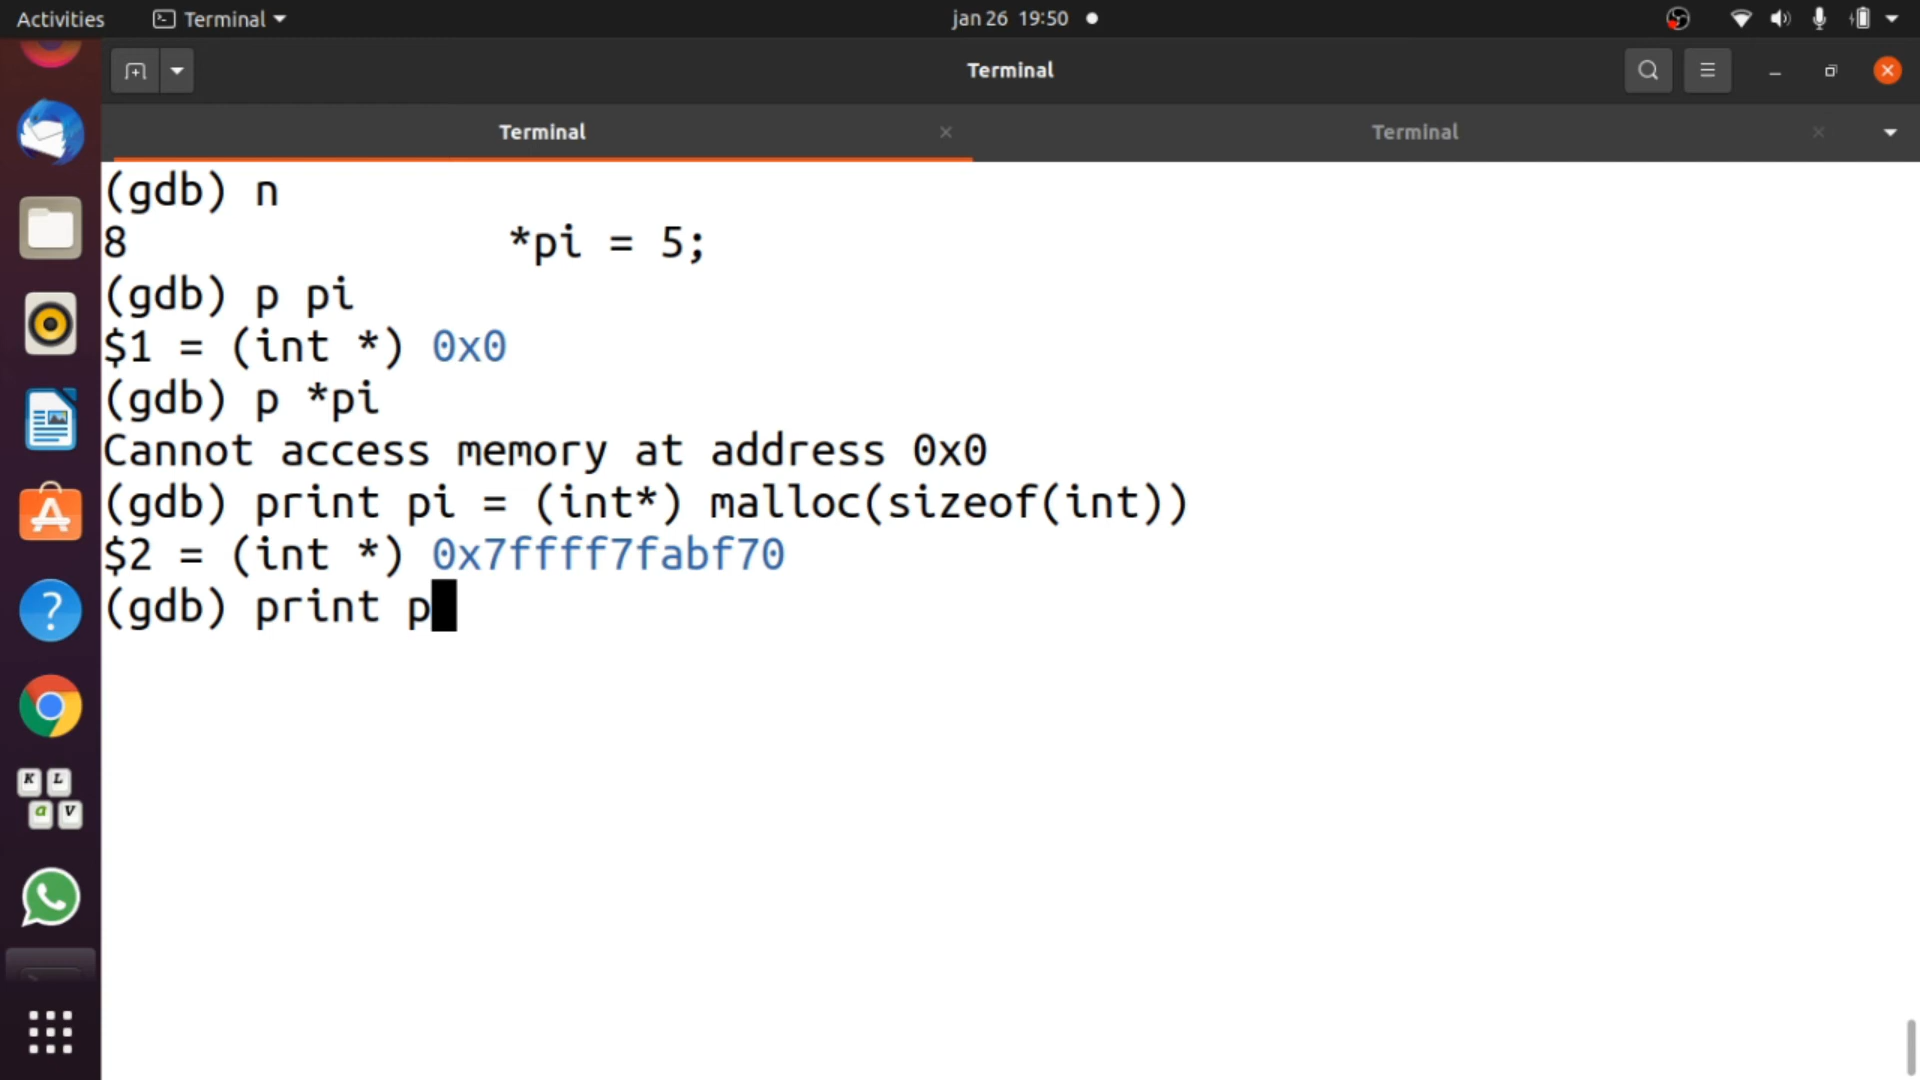 Activities Terminal jan 26 19:50
Terminal
Terminal Terminal
(gdb) n
8 *pi = 5;
(gdb) p pi
$1 = (int *) 0x0
(gdb) p *pi
Cannot access memory at address 0x0
(gdb) print pi = (int*) malloc(sizeof(int))
$2 = (int *) 0x7ffff7fabf70
(gdb) print p
K L
a V